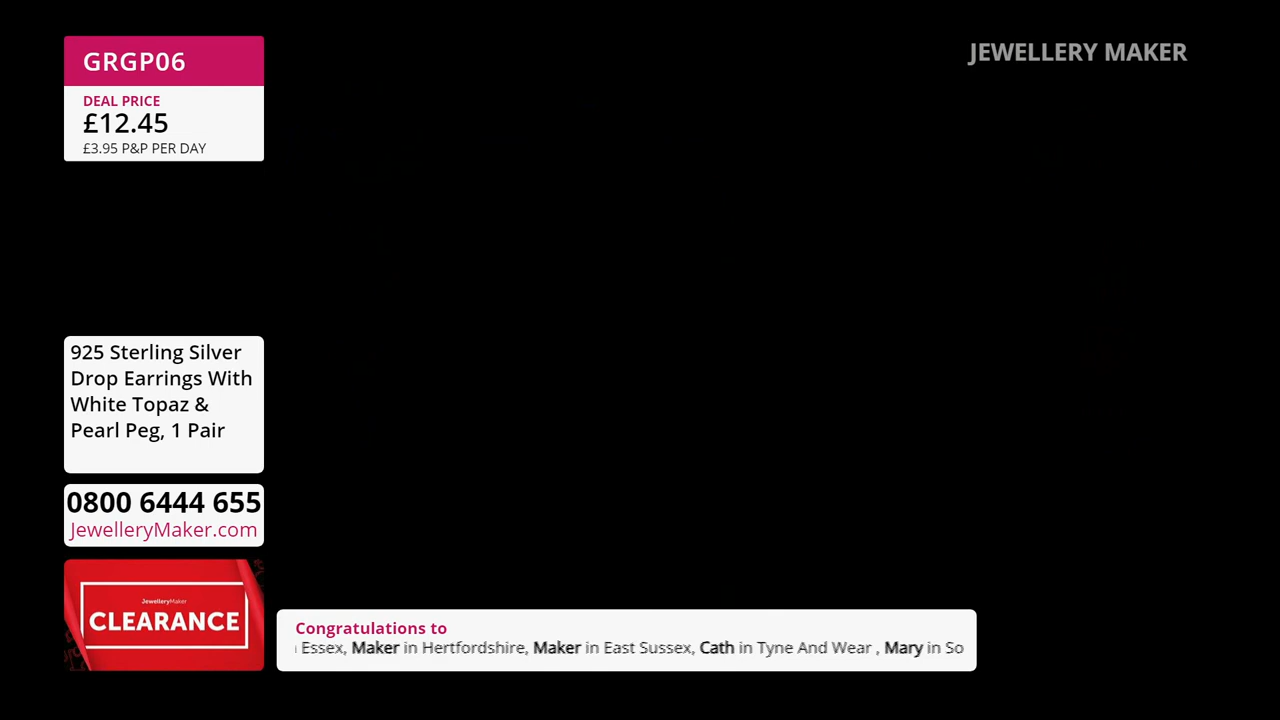 GRGP06
DEAL PRICE
£12.45
£3.95 P&P PER DAY
JEWELLERY MAKER
925 Sterling Silver
Drop Earrings With
White Topaz &
Pearl Peg, 1 Pair
0800 6444 655
JewelleryMaker.com
JewelleryMaker
CLEARANCE
Congratulations to
Essex, Maker in Hertfordshire, Maker in East Sussex, Cath in Tyne And Wear , Mary in So